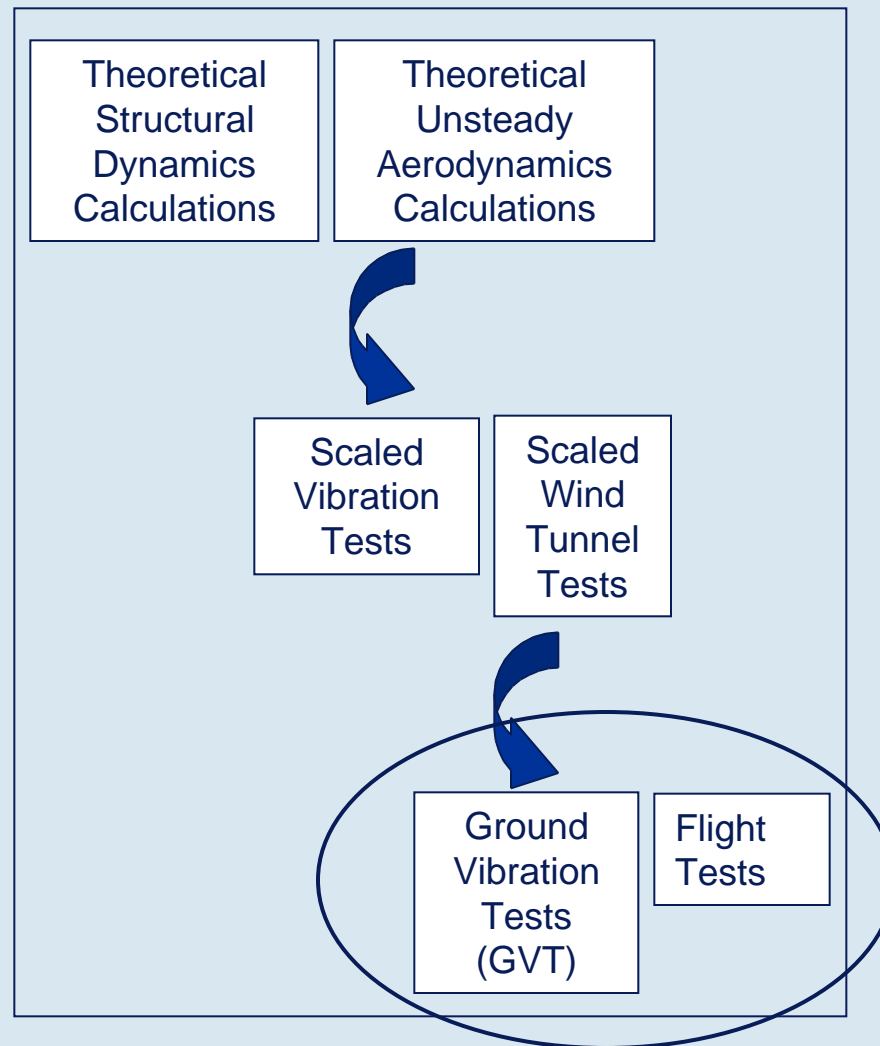 Theoretical
Structural
Dynamics
Calculations
Theoretical
Unsteady
Aerodynamics
Calculations
Scaled
Vibration
Tests
Scaled
Wind
Tunnel
Tests
Ground
Vibration
Tests
(GVT)
Flight
Tests